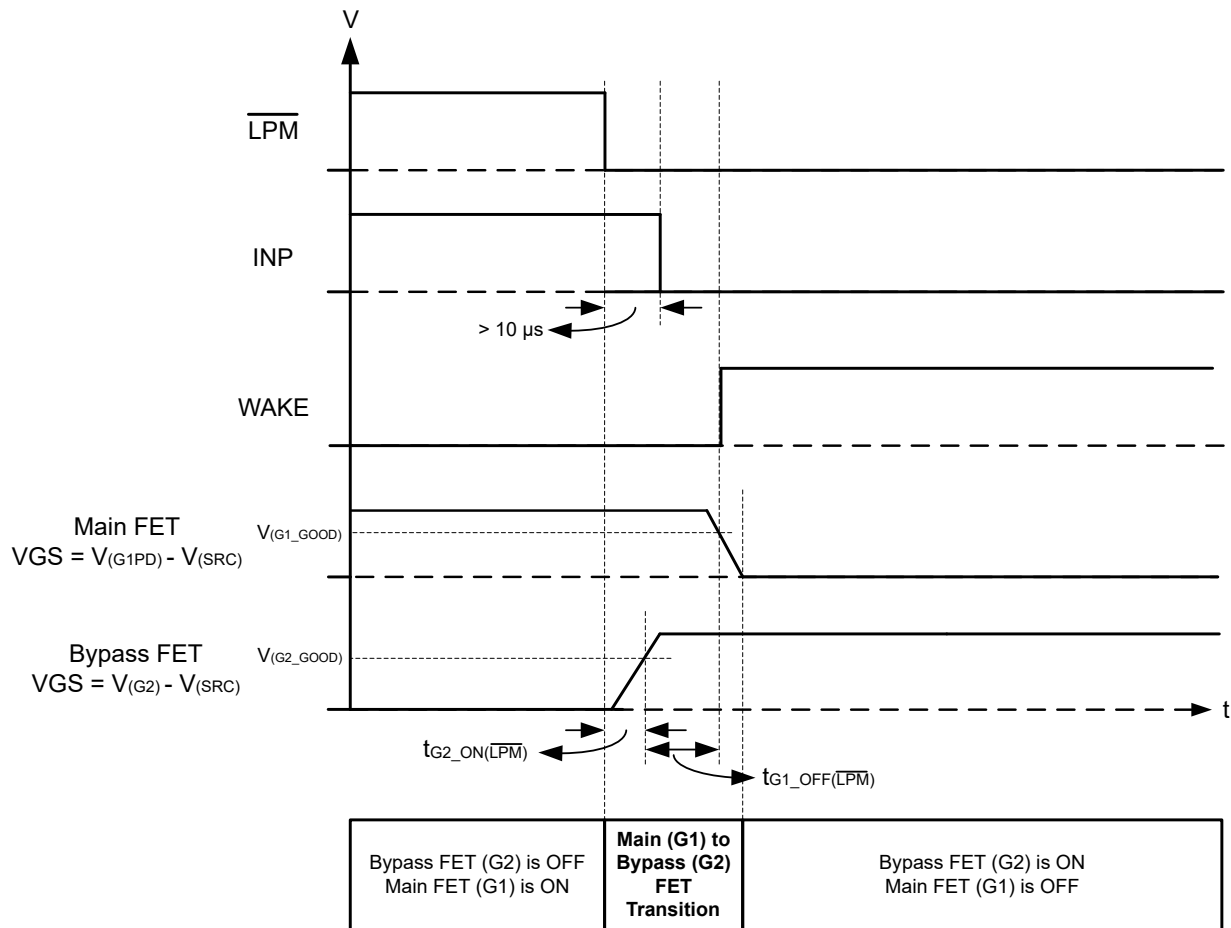 V
LPM
INP
> 10 µs
WAKE
Main FET
VGS = V(G1PD) - V(SRC)
V(G1_GOOD)
Bypass FET
VGS = V(G2) - V(SRC)
V(G2_GOOD)
t
tG2_ON(LPM)
tG1_OFF(LPM)
Bypass FET (G2) is OFF
Main FET (G1) is ON
Main (G1) to
Bypass (G2)
FET
Transition
Bypass FET (G2) is ON
Main FET (G1) is OFF